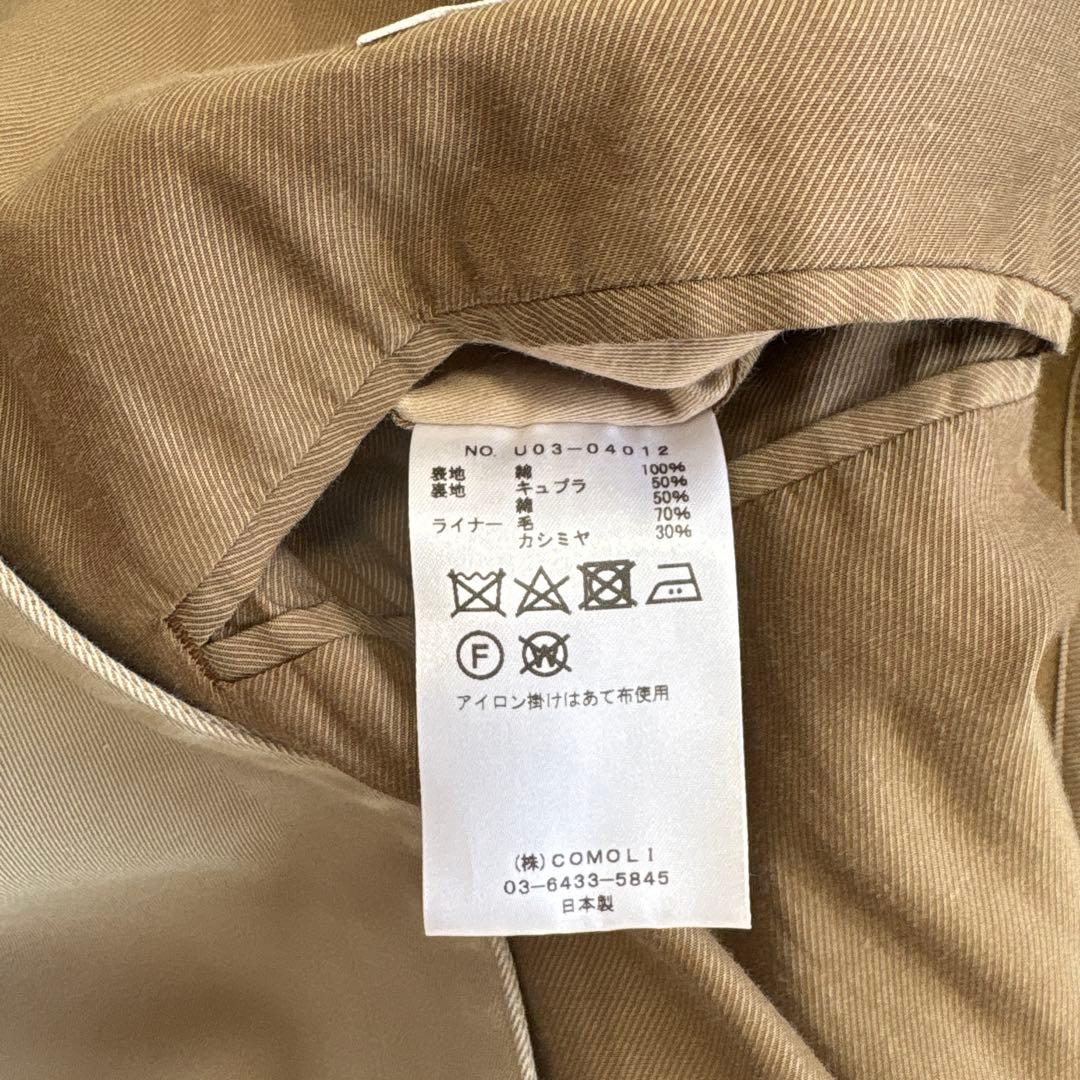 NO. U03-04012
表地 綿 100%
裏地 キュプラ 50%
綿 50%
ライナー 毛 70%
カシミヤ 30%
F W
アイロン掛けはあて布使用
(株)COMOLI
03-6433-5845
日本製